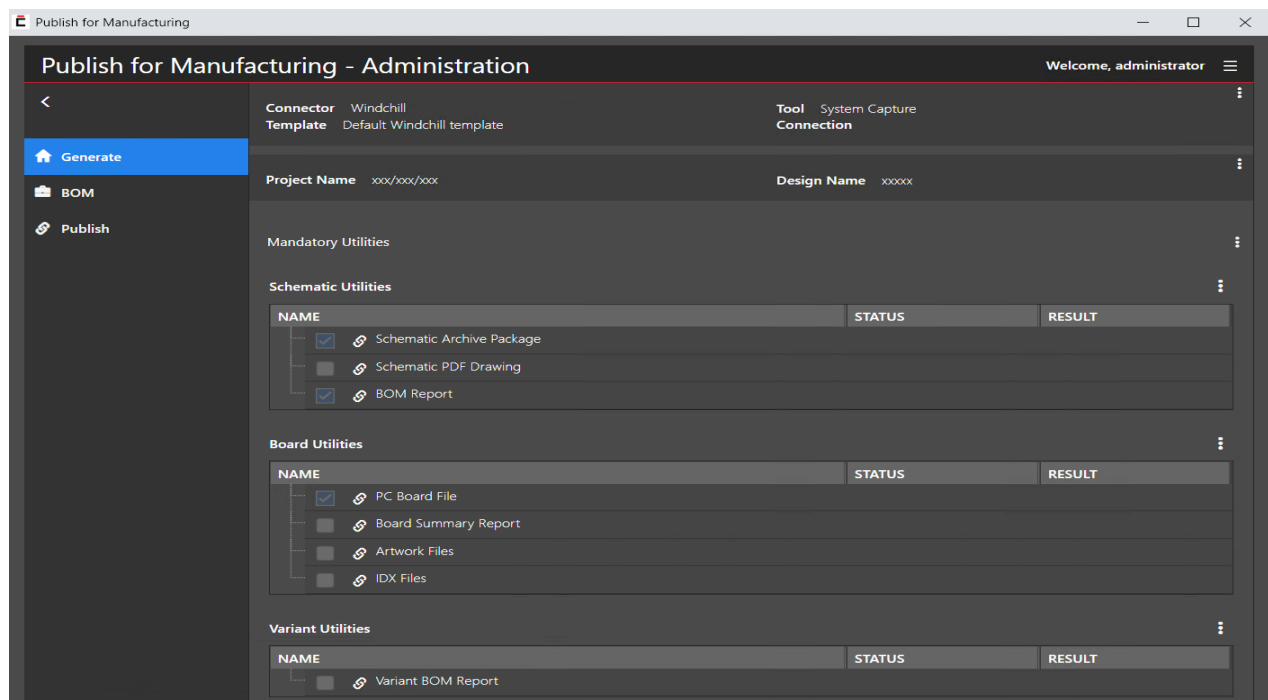 Publish for Manufacturing
Publish for Manufacturing - Administration
Welcome, administrator
Connector Windchill
Tool System Capture
Template Default Windchill template
Connection
Generate
Project Name xxx/xxx/xxx
Design Name xxxxx
BOM
Publish
Mandatory Utilities
Schematic Utilities
NAME STATUS RESULT
Schematic Archive Package
Schematic PDF Drawing
BOM Report
Board Utilities
NAME STATUS RESULT
PC Board File
Board Summary Report
Artwork Files
IDX Files
Variant Utilities
NAME STATUS RESULT
Variant BOM Report